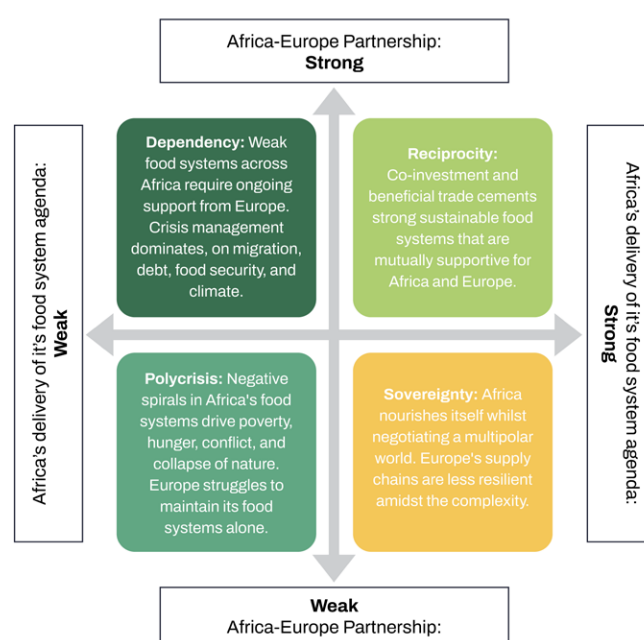 Africa-Europe Partnership:
Strong
Africa's delivery of it's food system agenda:
Weak
Dependency: Weak
food systems across
Africa require ongoing
support from Europe.
Crisis management
dominates, on migration,
debt, food security, and
climate.
Reciprocity:
Co-investment and
beneficial trade cements
strong sustainable food
systems that are
mutually supportive for
Africa and Europe.
Africa's delivery of it's food system agenda:
Strong
Polycrisis: Negative
spirals in Africa's food
systems drive poverty,
hunger, conflict, and
collapse of nature.
Europe struggles to
maintain its food
systems alone.
Sovereignty: Africa
nourishes itself whilst
negotiating a multipolar
world. Europe's supply
chains are less resilient
amidst the complexity.
Weak
Africa-Europe Partnership: